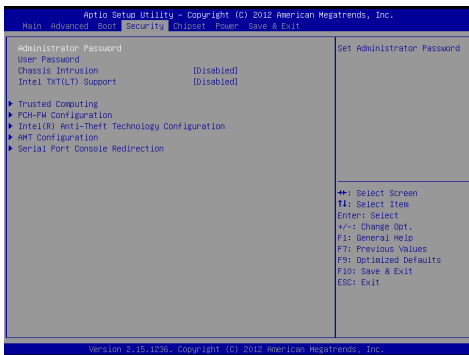 Aptio Setup Utility – Copyright (C) 2012 American Megatrends, Inc.
Main Advanced Boot Security Chipset Power Save & Exit
Administrator Password
User Password
Chassis Intrusion [Disabled]
Intel TXT(LT) Support [Disabled]
Trusted Computing
PCH-FW Configuration
Intel(R) Anti-Theft Technology Configuration
AMT Configuration
Serial Port Console Redirection
Set Administrator Password
→←: Select Screen
↑↓: Select Item
Enter: Select
+/-: Change Opt.
F1: General Help
F7: Previous Values
F9: Optimized Defaults
F10: Save & Exit
ESC: Exit
Version 2.15.1236. Copyright (C) 2012 American Megatrends, Inc.